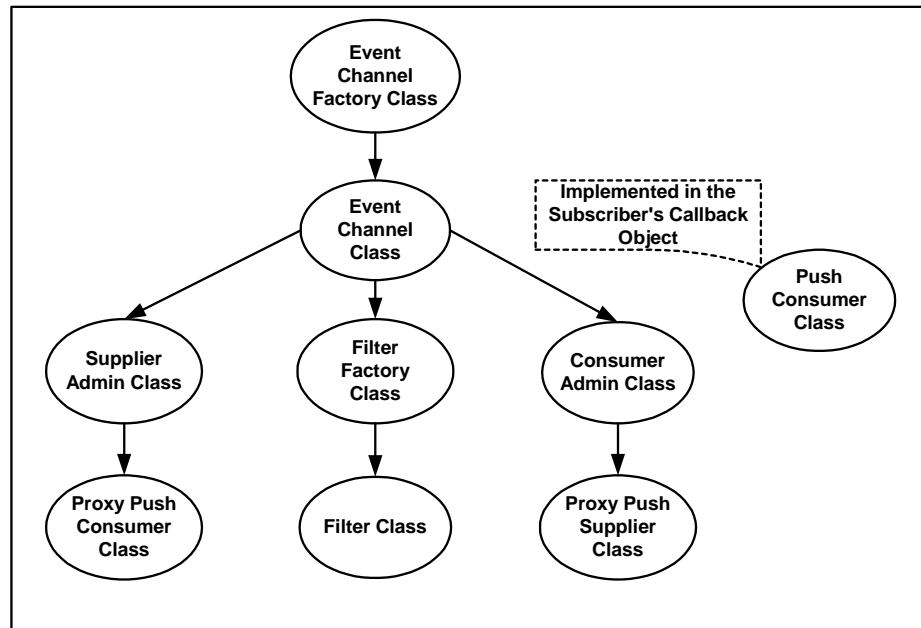 Event
Channel
Factory Class
Event
Channel
Class
Implemented in the
Subscriber's Callback
Object
Push
Consumer
Class
Supplier
Admin Class
Filter
Factory
Class
Consumer
Admin Class
Proxy Push
Consumer
Class
Filter Class
Proxy Push
Supplier
Class